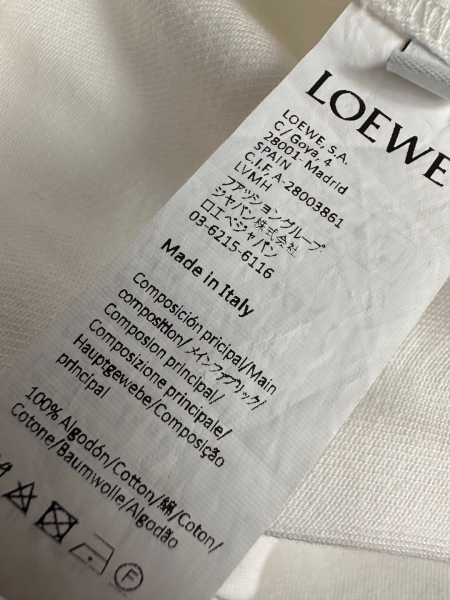 LOEWE
LOEWE, S.A.
C/Goya, 4
28001- Madrid
SPAIN
C.I.F. A-28003861
LVMH
ファッショングループ
ジャパン株式会社
ロエベジャパン
03-6215-6116
Made in Italy
Composición pricipal/Main
composittion/メインファブリック/
Composion principal/
Composizione principale/
Hauptgewebe/Composição
principal
100% Algodón/Cotton/綿/Coton/
Cotone/Baumwolle/Algodão
F